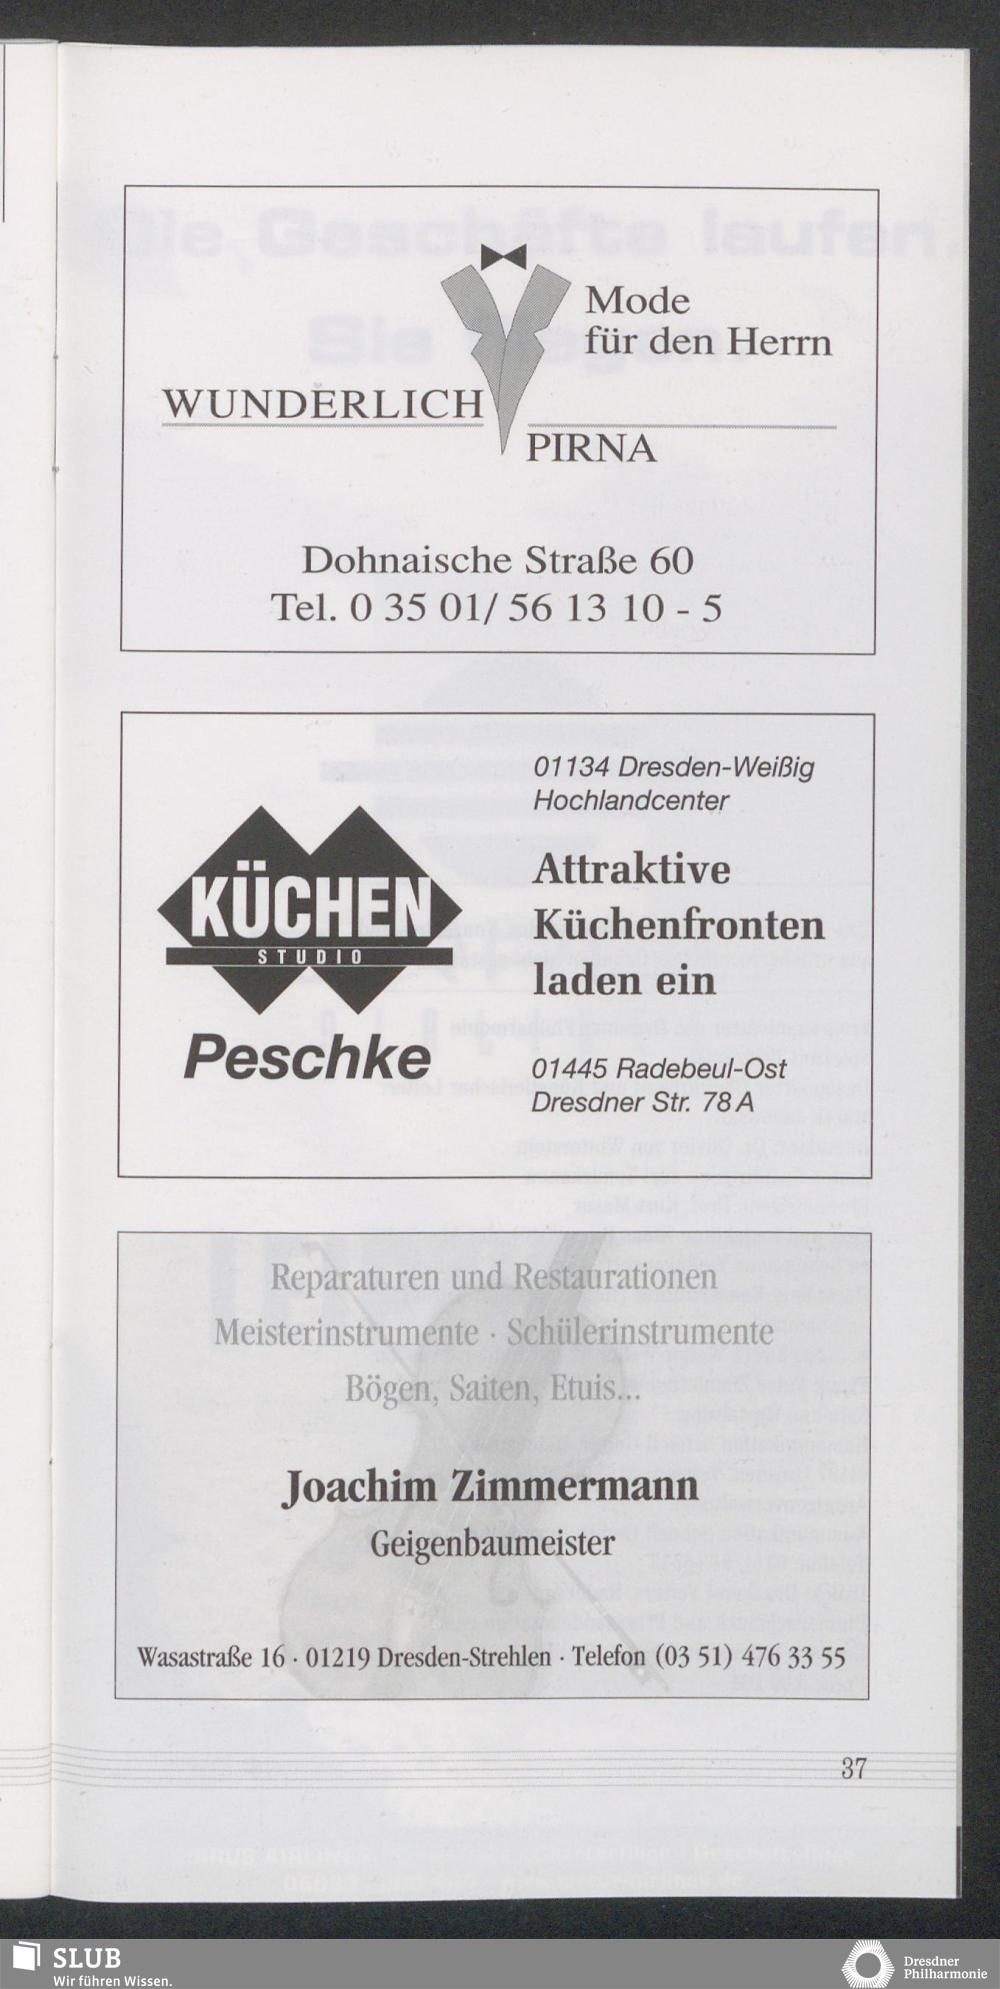 Mode
für den Herrn
WUNDERLICH
PIRNA
Dohnaische Straße 60
Tel. 0 35 01/ 56 13 10 - 5
01134 Dresden-Weißig
Hochlandcenter
KÜCHEN
STUDIO
Peschke
Attraktive
Küchenfronten
laden ein
01445 Radebeul-Ost
Dresdner Str. 78 A
Reparaturen und Restaurationen
Meisterinstrumente · Schülerinstrumente
Bögen, Saiten, Etuis...
Joachim Zimmermann
Geigenbaumeister
Wasastraße 16 · 01219 Dresden-Strehlen · Telefon (03 51) 476 33 55
37
SLUB
Wir führen Wissen.
Dresdner
Philharmonie